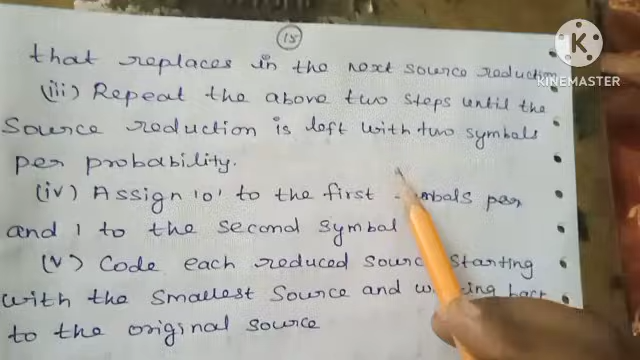 15
that replaces in the next source reduction
(iii) Repeat the above two steps until the
source reduction is left with two symbols
per probability.
(iv) Assign '0' to the first symbols per
and 1 to the second symbol
(v) Code each reduced source starting
with the smallest source and working back
to the original source
KINEMASTER